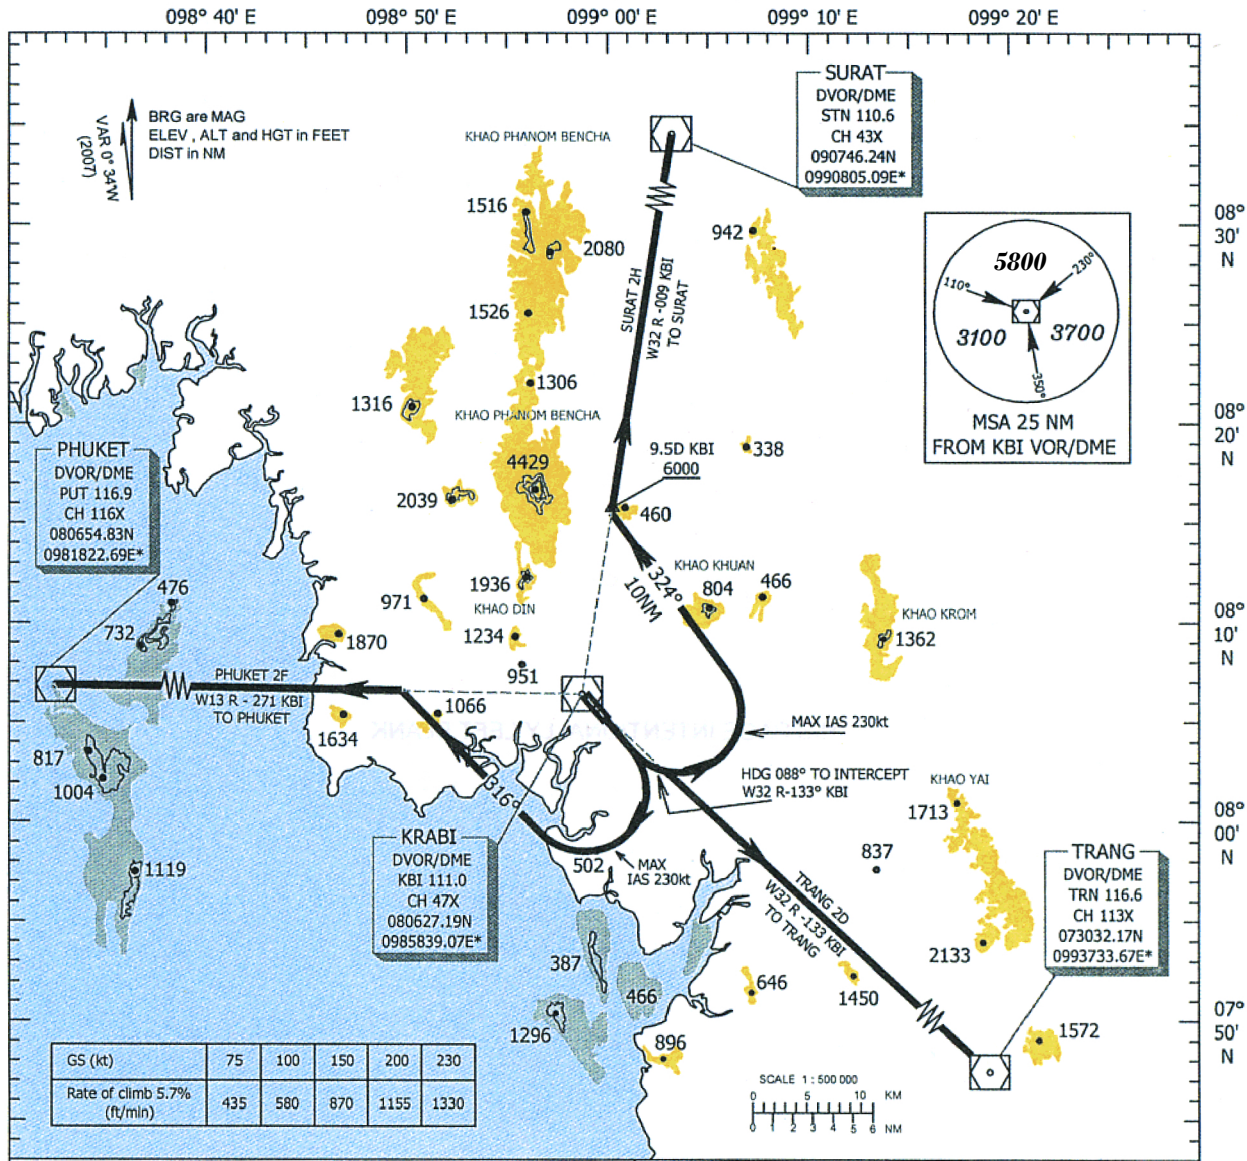 098° 40' E
098° 50' E
099° 00' E
099° 10' E
099° 20' E
VAR 0° 34'W
(2007)
BRG are MAG
ELEV , ALT and HGT in FEET
DIST in NM
KHAO PHANOM BENCHA
1516
2080
1526
1306
1316
KHAO PHANOM BENCHA
4429
2039
1936
KHAO DIN
971
1234
951
1870
SURAT
DVOR/DME
STN 110.6
CH 43X
090746.24N
0990805.09E*
942
SURAT 2H
W32 R -009 KBI
TO SURAT
5800
110°
230°
3100
3700
350°
MSA 25 NM
FROM KBI VOR/DME
08°
30'
N
08°
20'
N
08°
10'
N
08°
00'
N
07°
50'
N
9.5D KBI
6000
338
460
KHAO KHUAN
804
466
KHAO KROM
1362
324°
10NM
PHUKET
DVOR/DME
PUT 116.9
CH 116X
080654.83N
0981822.69E*
476
732
PHUKET 2F
W13 R - 271 KBI
TO PHUKET
1634
1066
817
1004
1119
316°
MAX IAS 230kt
HDG 088° TO INTERCEPT
W32 R-133° KBI
KRABI
DVOR/DME
KBI 111.0
CH 47X
080627.19N
0985839.07E*
502
MAX
IAS 230kt
TRANG 2D
W32 R -133 KBI
TO TRANG
KHAO YAI
1713
837
2133
TRANG
DVOR/DME
TRN 116.6
CH 113X
073032.17N
0993733.67E*
387
466
1296
646
1450
896
1572
GS (kt) 75 100 150 200 230
Rate of climb 5.7%
(ft/min) 435 580 870 1155 1330
SCALE 1 : 500 000
0 5 10 KM
0 1 2 3 4 5 6 NM